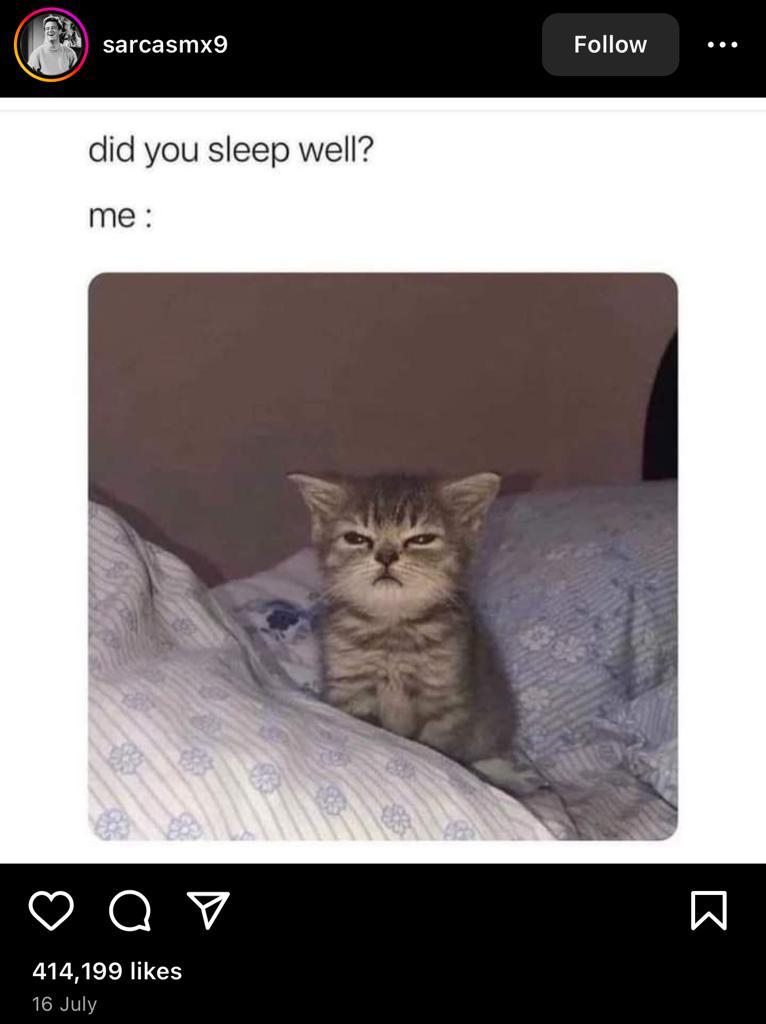 sarcasmx9
Follow
did you sleep well?
me :
414,199 likes
16 July